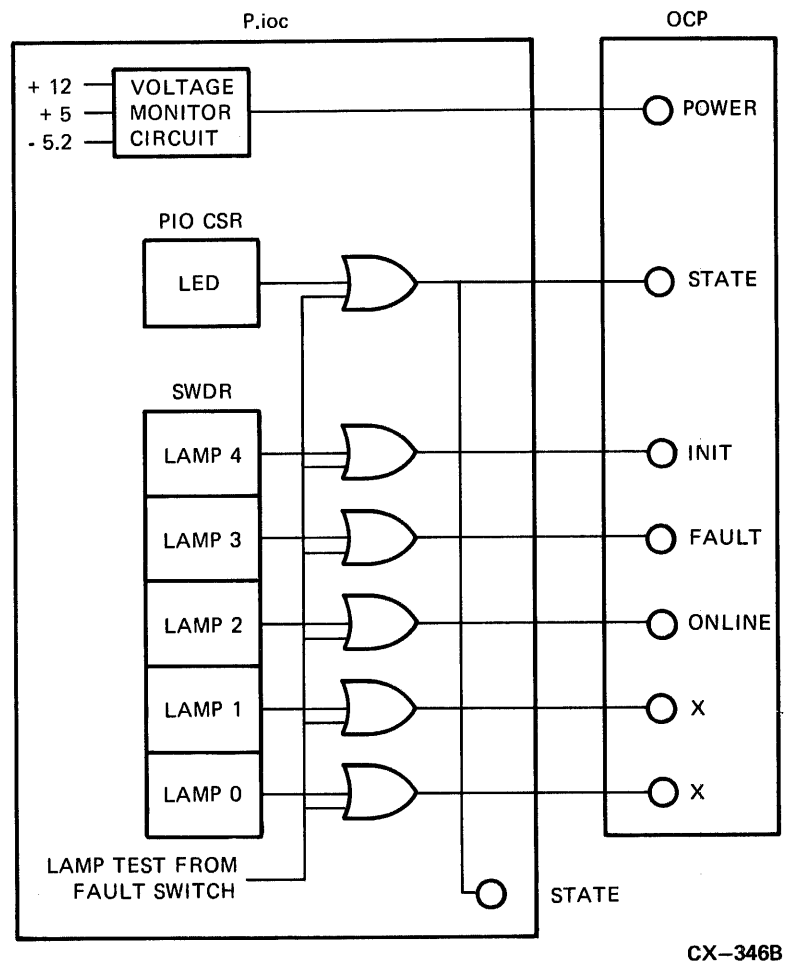 P.ioc
OCP
+ 12
+ 5
- 5.2
VOLTAGE
MONITOR
CIRCUIT
POWER
PIO CSR
LED
STATE
SWDR
LAMP 4
INIT
LAMP 3
FAULT
LAMP 2
ONLINE
LAMP 1
X
LAMP 0
X
LAMP TEST FROM
FAULT SWITCH
STATE
CX–346B